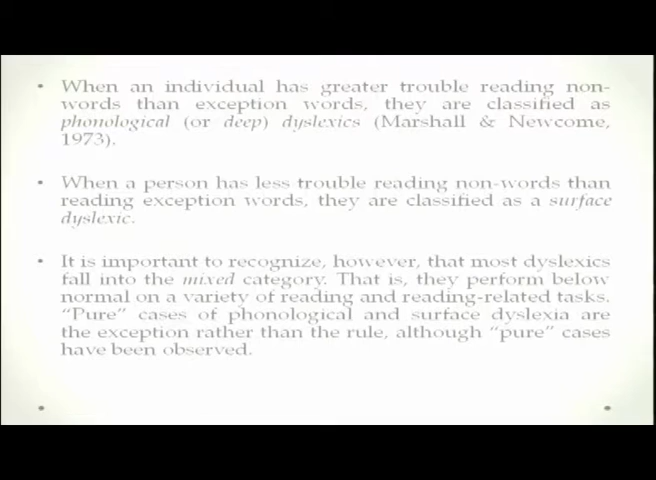 • When an individual has greater trouble reading non-
words than exception words, they are classified as
phonological (or deep) dyslexics (Marshall & Newcome,
1973).
• When a person has less trouble reading non-words than
reading exception words, they are classified as a surface
dyslexic.
• It is important to recognize, however, that most dyslexics
fall into the mixed category. That is, they perform below
normal on a variety of reading and reading-related tasks.
“Pure” cases of phonological and surface dyslexia are
the exception rather than the rule, although “pure” cases
have been observed.